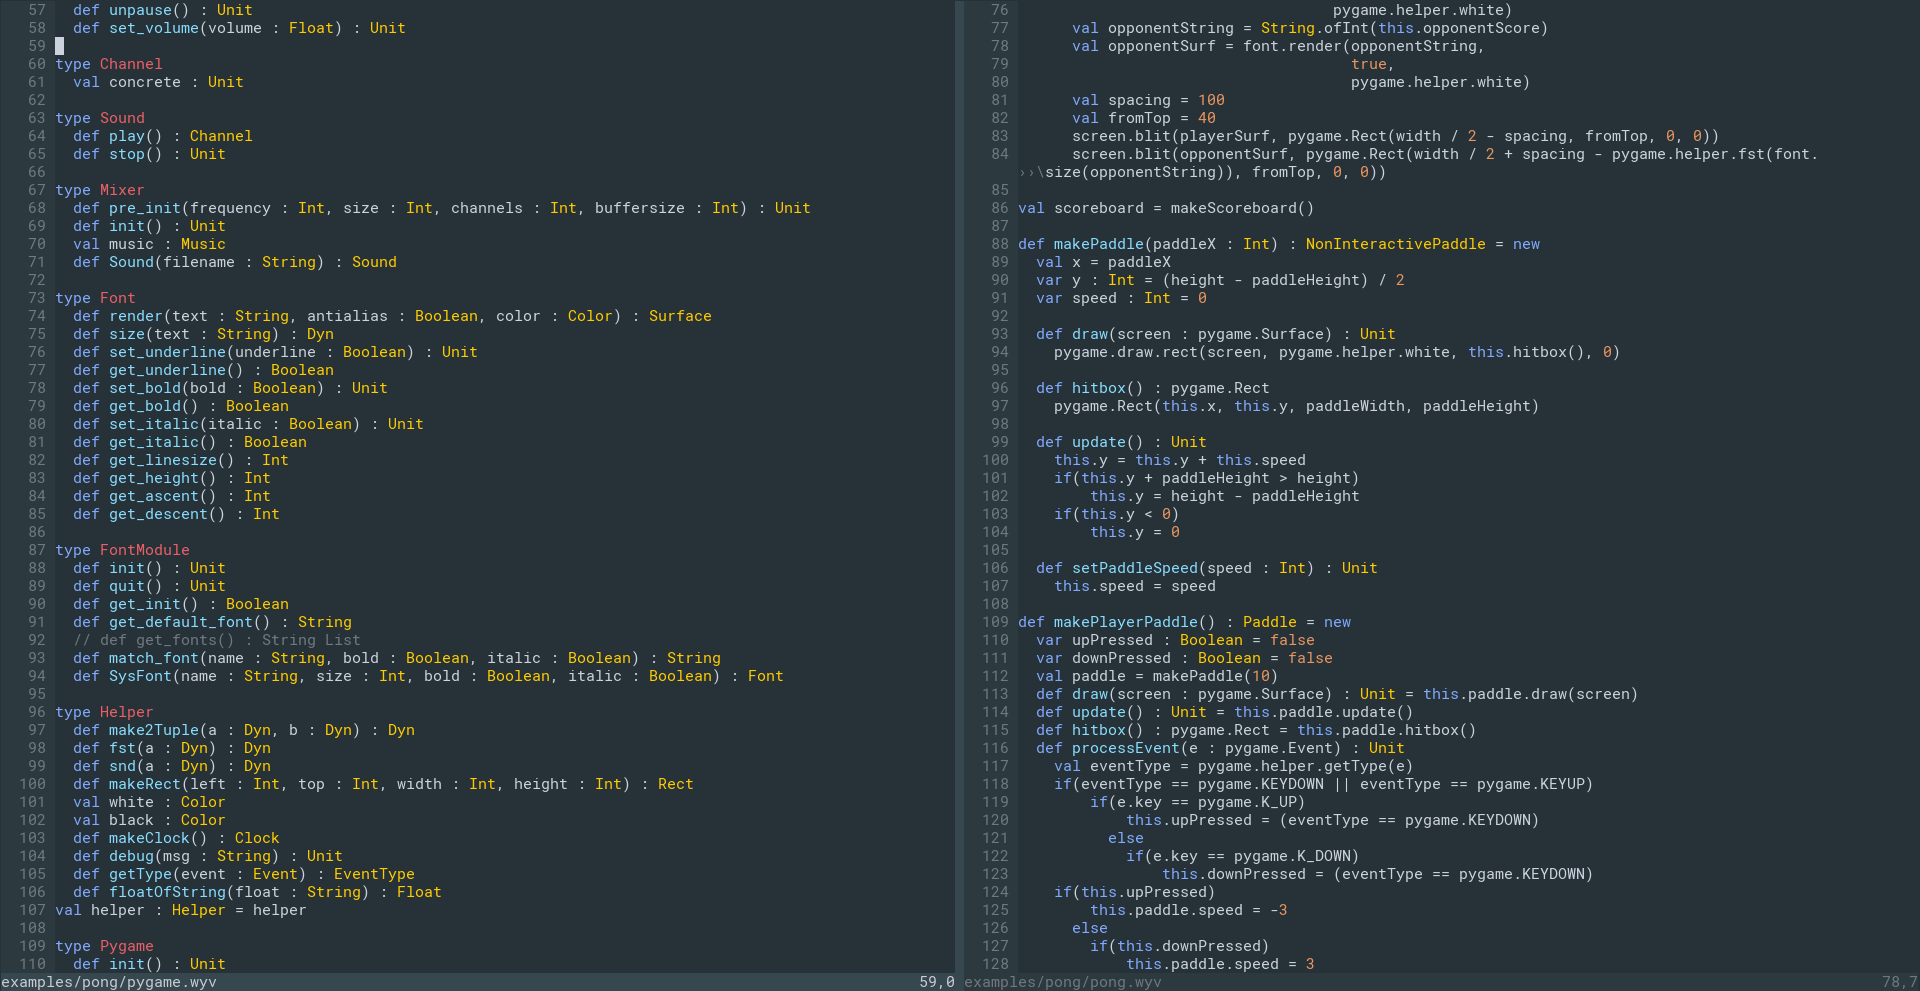 57   def unpause() : Unit
58   def set_volume(volume : Float) : Unit
59
60 type Channel
61   val concrete : Unit
62
63 type Sound
64   def play() : Channel
65   def stop() : Unit
66
67 type Mixer
68   def pre_init(frequency : Int, size : Int, channels : Int, buffersize : Int) : Unit
69   def init() : Unit
70   val music : Music
71   def Sound(filename : String) : Sound
72
73 type Font
74   def render(text : String, antialias : Boolean, color : Color) : Surface
75   def size(text : String) : Dyn
76   def set_underline(underline : Boolean) : Unit
77   def get_underline() : Boolean
78   def set_bold(bold : Boolean) : Unit
79   def get_bold() : Boolean
80   def set_italic(italic : Boolean) : Unit
81   def get_italic() : Boolean
82   def get_linesize() : Int
83   def get_height() : Int
84   def get_ascent() : Int
85   def get_descent() : Int
86
87 type FontModule
88   def init() : Unit
89   def quit() : Unit
90   def get_init() : Boolean
91   def get_default_font() : String
92   // def get_fonts() : String List
93   def match_font(name : String, bold : Boolean, italic : Boolean) : String
94   def SysFont(name : String, size : Int, bold : Boolean, italic : Boolean) : Font
95
96 type Helper
97   def make2Tuple(a : Dyn, b : Dyn) : Dyn
98   def fst(a : Dyn) : Dyn
99   def snd(a : Dyn) : Dyn
100   def makeRect(left : Int, top : Int, width : Int, height : Int) : Rect
101   val white : Color
102   val black : Color
103   def makeClock() : Clock
104   def debug(msg : String) : Unit
105   def getType(event : Event) : EventType
106   def floatOfString(float : String) : Float
107 val helper : Helper = helper
108
109 type Pygame
110   def init() : Unit
examples/pong/pygame.wyv 59,0
76                                    pygame.helper.white)
77       val opponentString = String.ofInt(this.opponentScore)
78       val opponentSurf = font.render(opponentString,
79                                      true,
80                                      pygame.helper.white)
81       val spacing = 100
82       val fromTop = 40
83       screen.blit(playerSurf, pygame.Rect(width / 2 - spacing, fromTop, 0, 0))
84       screen.blit(opponentSurf, pygame.Rect(width / 2 + spacing - pygame.helper.fst(font.
››\size(opponentString)), fromTop, 0, 0))
85
86 val scoreboard = makeScoreboard()
87
88 def makePaddle(paddleX : Int) : NonInteractivePaddle = new
89   val x = paddleX
90   var y : Int = (height - paddleHeight) / 2
91   var speed : Int = 0
92
93   def draw(screen : pygame.Surface) : Unit
94     pygame.draw.rect(screen, pygame.helper.white, this.hitbox(), 0)
95
96   def hitbox() : pygame.Rect
97     pygame.Rect(this.x, this.y, paddleWidth, paddleHeight)
98
99   def update() : Unit
100     this.y = this.y + this.speed
101     if(this.y + paddleHeight > height)
102         this.y = height - paddleHeight
103     if(this.y < 0)
104         this.y = 0
105
106   def setPaddleSpeed(speed : Int) : Unit
107     this.speed = speed
108
109 def makePlayerPaddle() : Paddle = new
110   var upPressed : Boolean = false
111   var downPressed : Boolean = false
112   val paddle = makePaddle(10)
113   def draw(screen : pygame.Surface) : Unit = this.paddle.draw(screen)
114   def update() : Unit = this.paddle.update()
115   def hitbox() : pygame.Rect = this.paddle.hitbox()
116   def processEvent(e : pygame.Event) : Unit
117     val eventType = pygame.helper.getType(e)
118     if(eventType == pygame.KEYDOWN || eventType == pygame.KEYUP)
119         if(e.key == pygame.K_UP)
120             this.upPressed = (eventType == pygame.KEYDOWN)
121           else
122             if(e.key == pygame.K_DOWN)
123                 this.downPressed = (eventType == pygame.KEYDOWN)
124     if(this.upPressed)
125         this.paddle.speed = -3
126       else
127         if(this.downPressed)
128             this.paddle.speed = 3
examples/pong/pong.wyv 78,7